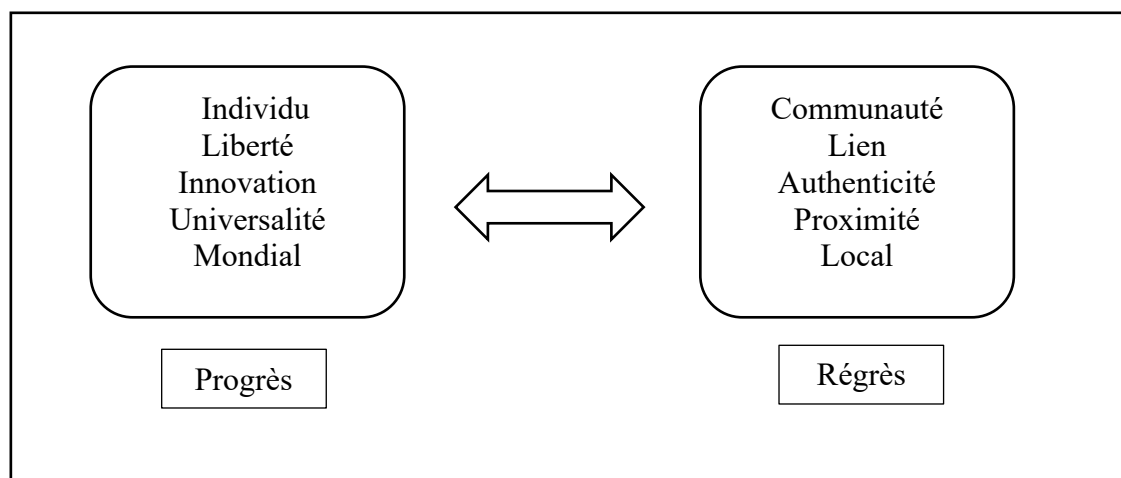 Individu
Liberté
Innovation
Universalité
Mondial
Communauté
Lien
Authenticité
Proximité
Local
Progrès
Régrès